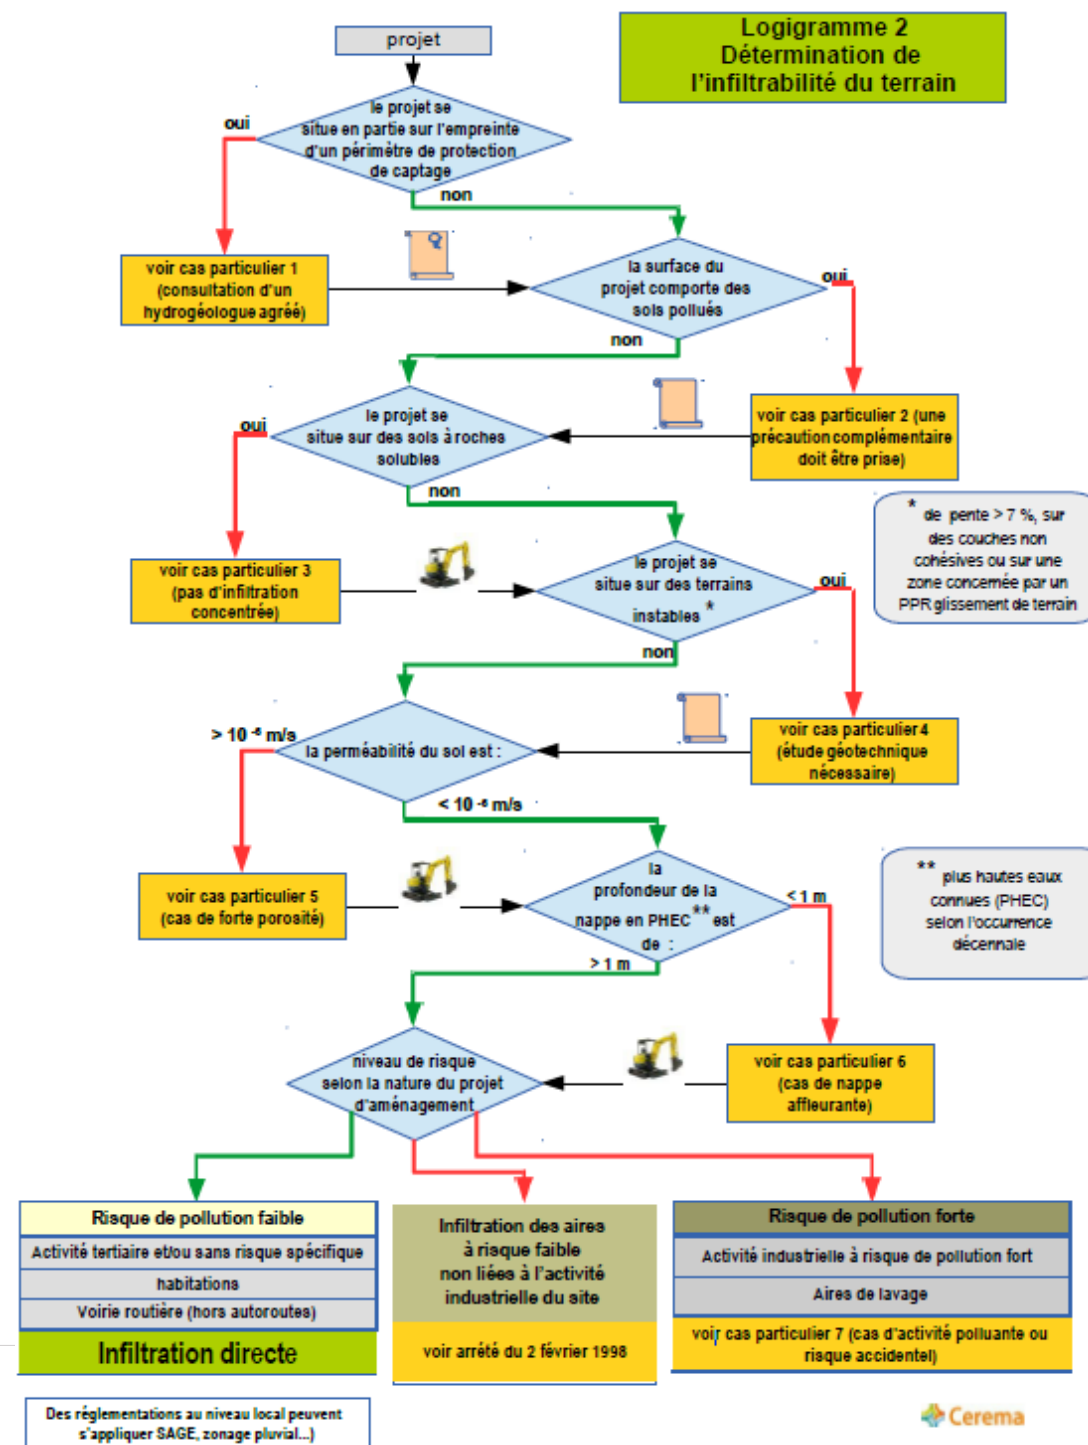 Logigramme 2
Détermination de
l'infiltrabilité du terrain
projet
le projet se
situe en partie sur l'empreinte
d'un périmètre de protection
de captage
oui
non
voir cas particulier 1
(consultation d'un
hydrogéologue agréé)
la surface du
projet comporte des
sols pollués
oui
non
le projet se
situe sur des sols à roches
solubles
oui
non
voir cas particulier 2 (une
précaution complémentaire
doit être prise)
* de pente > 7 %, sur
des couches non
cohésives ou sur une
zone concernée par un
PPR glissement de terrain
voir cas particulier 3
(pas d'infiltration
concentrée)
le projet se
situe sur des terrains
instables *
oui
non
> 10 -6 m/s
la perméabilité du sol est :
< 10 -6 m/s
voir cas particulier 4
(étude géotechnique
nécessaire)
voir cas particulier 5
(cas de forte porosité)
la
profondeur de la
nappe en PHEC** est
de :
< 1 m
> 1 m
** plus hautes eaux
connues (PHEC)
selon l'occurrence
décennale
niveau de risque
selon la nature du projet
d'aménagement
voir cas particulier 6
(cas de nappe
affleurante)
Risque de pollution faible
Activité tertiaire et/ou sans risque spécifique
habitations
Voirie routière (hors autoroutes)
Infiltration directe
Infiltration des aires
à risque faible
non liées à l'activité
industrielle du site
voir arrété du 2 février 1998
Risque de pollution forte
Activité industrielle à risque de pollution fort
Aires de lavage
voir cas particulier 7 (cas d'activité polluante ou
risque accidentel)
Des réglementations au niveau local peuvent
s'appliquer SAGE, zonage pluvial...)
Cerema